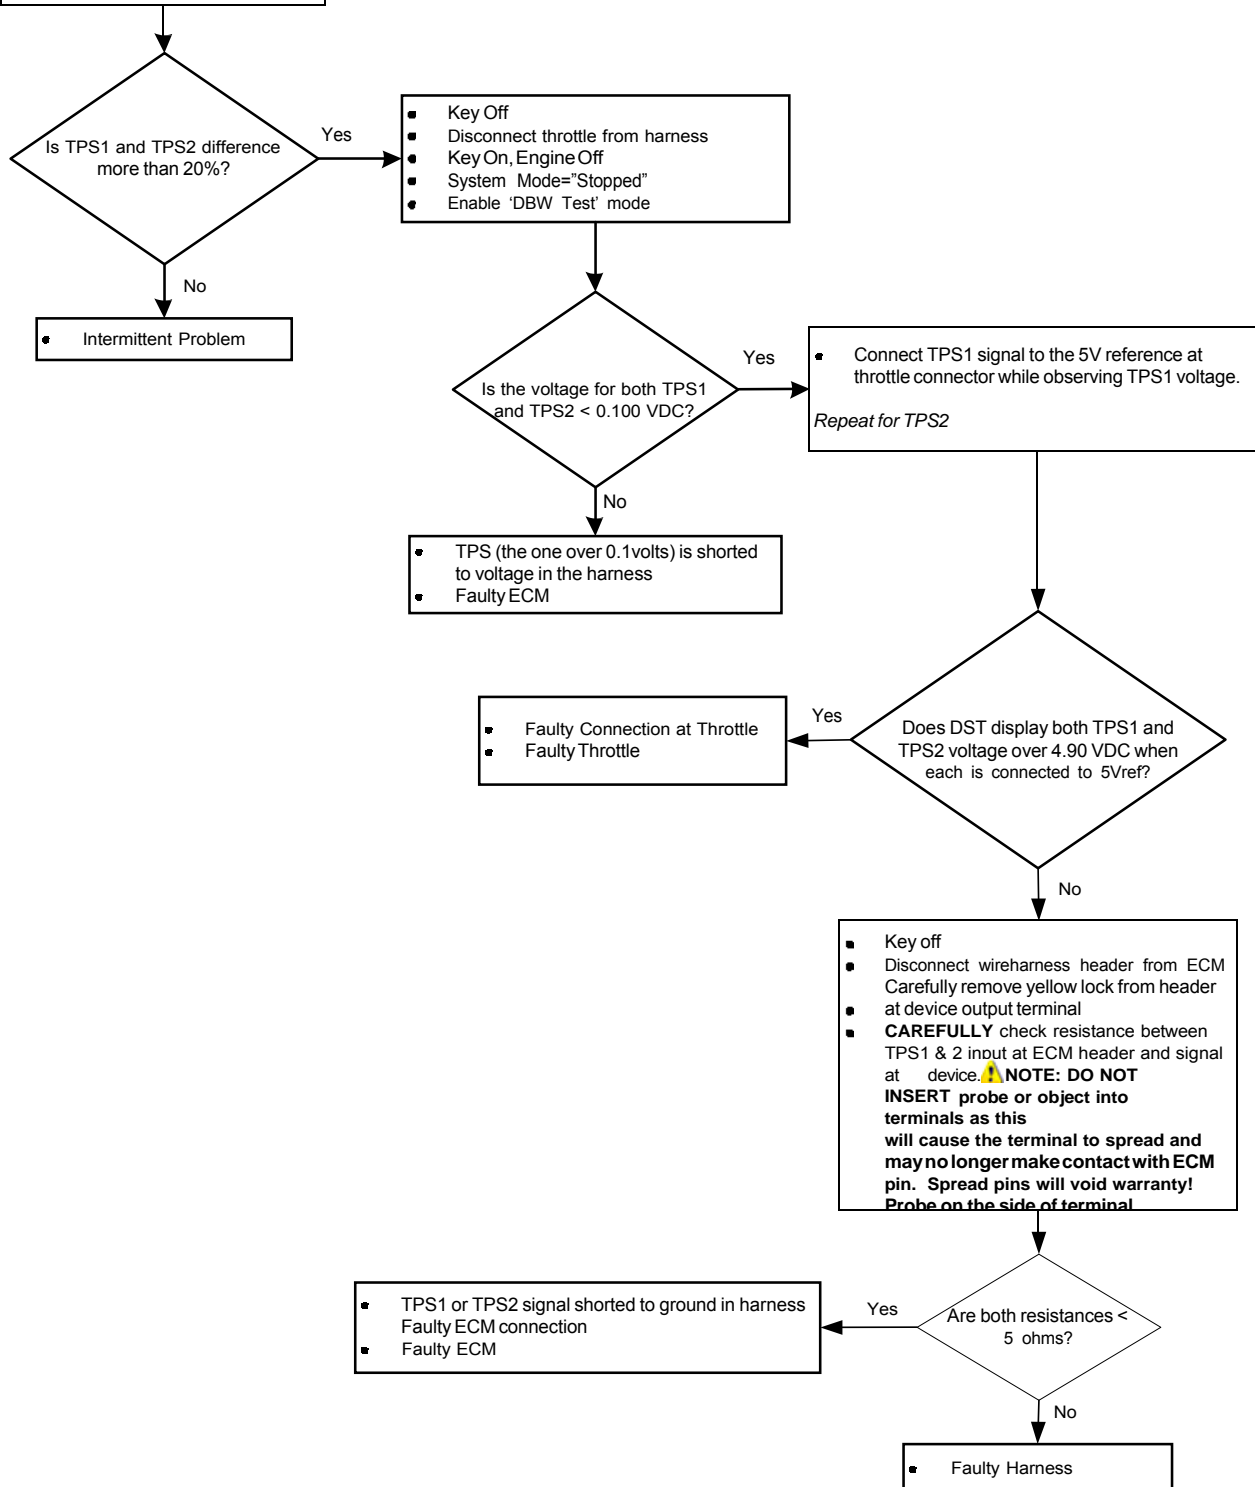 Is TPS1 and TPS2 difference
more than 20%?
Yes
Key Off
Disconnect throttle from harness
Key On, Engine Off
System Mode=”Stopped”
Enable ‘DBW Test’ mode
No
Intermittent Problem
Is the voltage for both TPS1
and TPS2 < 0.100 VDC?
Yes
Connect TPS1 signal to the 5V reference at
throttle connector while observing TPS1 voltage.
Repeat for TPS2
No
TPS (the one over 0.1volts) is shorted
to voltage in the harness
Faulty ECM
Does DST display both TPS1 and
TPS2 voltage over 4.90 VDC when
each is connected to 5Vref?
Yes
Faulty Connection at Throttle
Faulty Throttle
No
Key off
Disconnect wireharness header from ECM
Carefully remove yellow lock from header
at device output terminal
CAREFULLY check resistance between
TPS1 & 2 input at ECM header and signal
at device. NOTE: DO NOT
INSERT probe or object into
terminals as this
will cause the terminal to spread and
may no longer make contact with ECM
pin. Spread pins will void warranty!
Probe on the side of terminal
Are both resistances <
5 ohms?
Yes
TPS1 or TPS2 signal shorted to ground in harness
Faulty ECM connection
Faulty ECM
No
Faulty Harness